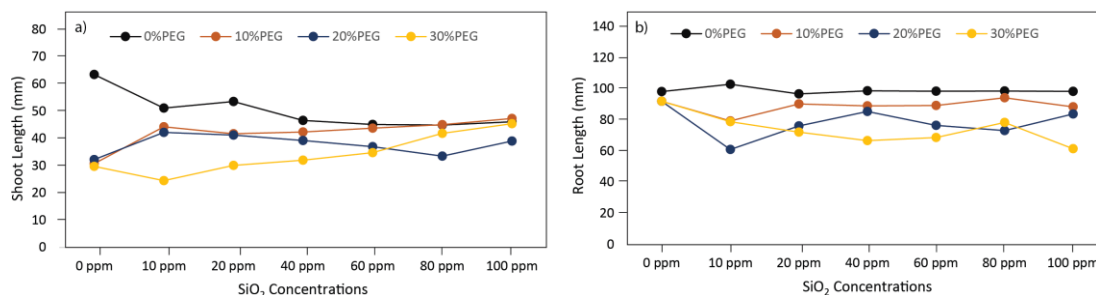 a)
0%PEG 10%PEG 20%PEG 30%PEG
Shoot Length (mm)
80
70
60
50
40
30
20
10
0
0 ppm 10 ppm 20 ppm 40 ppm 60 ppm 80 ppm 100 ppm
SiO2 Concentrations
b)
0%PEG 10%PEG 20%PEG 30%PEG
Root Length (mm)
140
120
100
80
60
40
20
0
0 ppm 10 ppm 20 ppm 40 ppm 60 ppm 80 ppm 100 ppm
SiO2 Concentrations